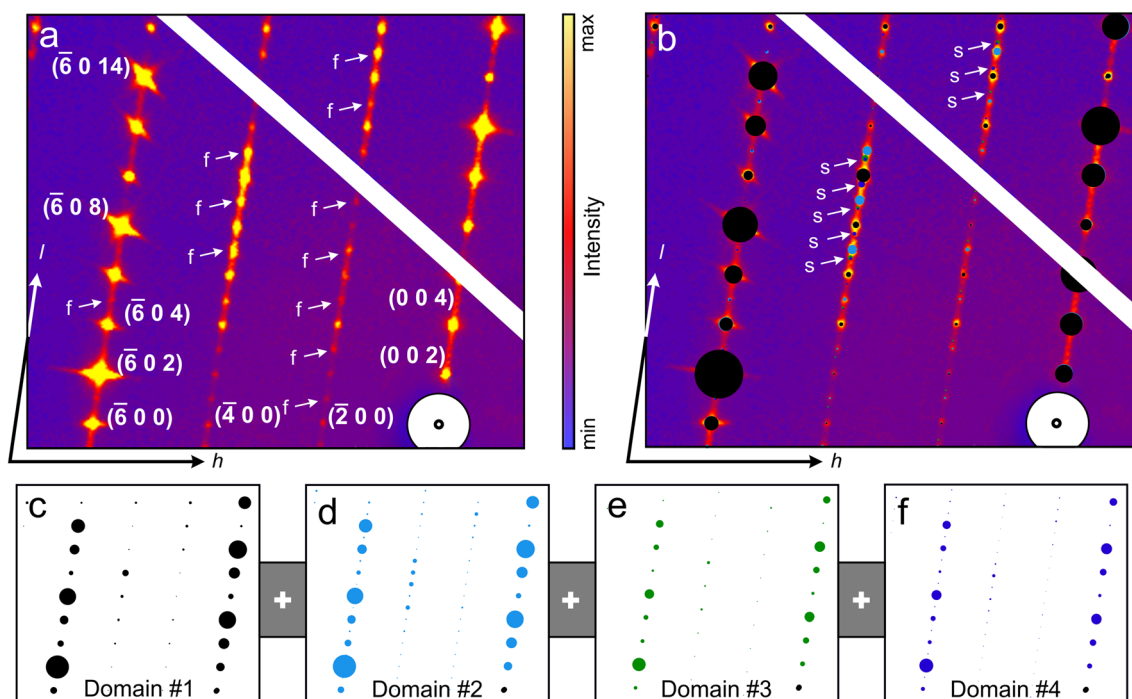 a
(6̅ 0 14)
f
f
f
f
f
(6̅ 0 8)
f
f
f
l
f
(6̅ 0 4)
f
(0 0 4)
(6̅ 0 2)
f
(0 0 2)
(6̅ 0 0)
(4̅ 0 0)
f
(2̅ 0 0)
h
max
Intensity
min
b
s
s
s
s
s
s
s
s
l
h
c
Domain #1
+
d
Domain #2
+
e
Domain #3
+
f
Domain #4